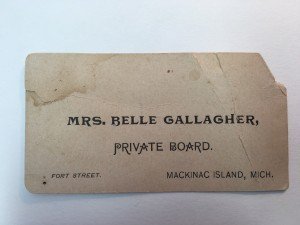 MRS. BELLE GALLAGHER,
PRIVATE BOARD.
FORT STREET. MACKINAC ISLAND, MICH.